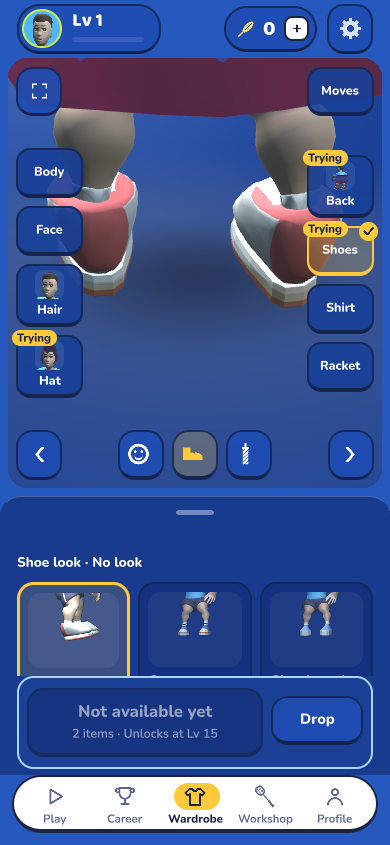 Lv 1
0
+
Moves
Body
Trying
Back
Face
Trying
Shoes
Hair
Shirt
Trying
Hat
Racket
Shoe look · No look
Not available yet
2 items · Unlocks at Lv 15
Drop
Play
Career
Wardrobe
Workshop
Profile